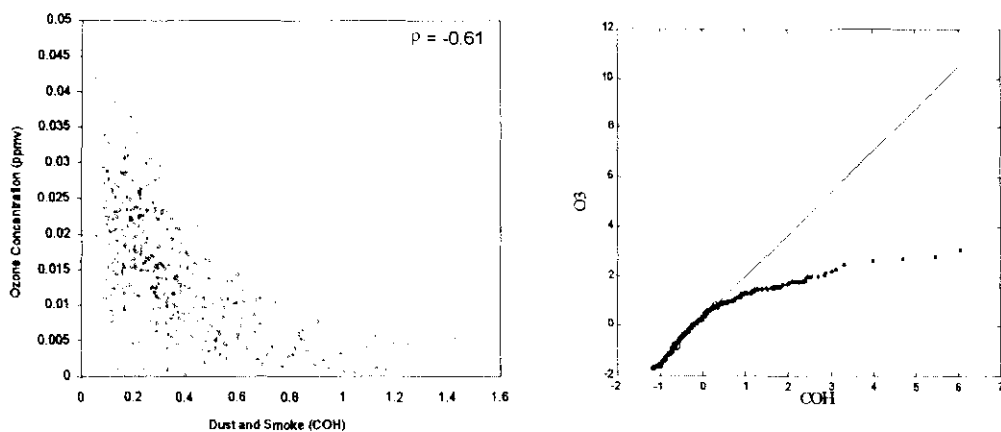 ρ = -0.61
0.05
0.045
0.04
0.035
0.03
0.025
0.02
0.015
0.01
0.005
0
Ozone Concentration (ppmv)
0 0.2 0.4 0.6 0.8 1 1.2 1.4 1.6
Dust and Smoke (COH)
12
10
8
6
4
2
0
-2
O3
-2 -1 0 1 2 3 4 5 6 7
COH